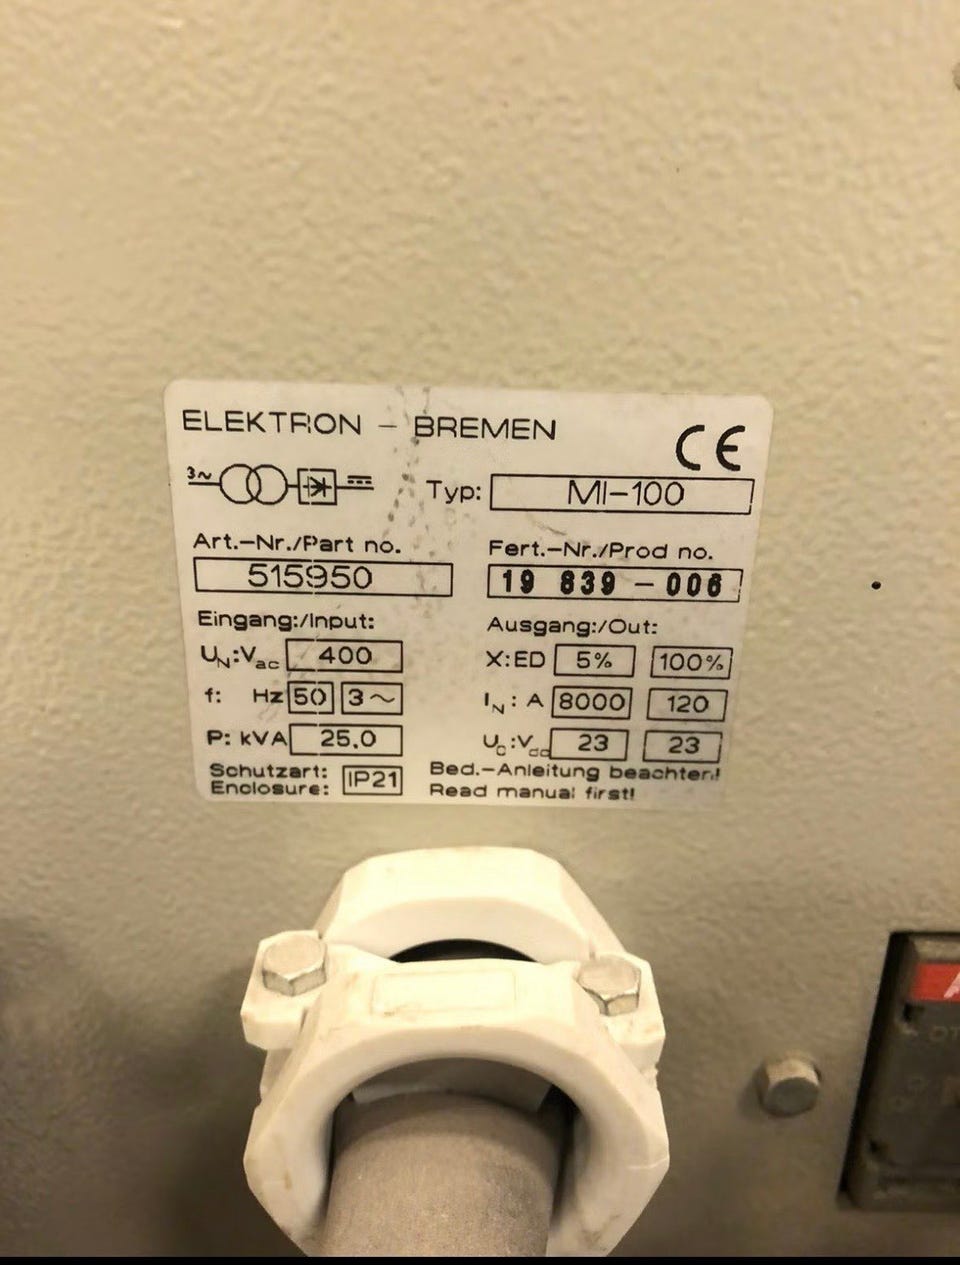 ELEKTRON - BREMEN
CE
3~
Typ: MI-100
Art.-Nr./Part no. Fert.-Nr./Prod no.
515950 19 839-006
Eingang:/Input: Ausgang:/Out:
UN:Vac 400 X:ED 5% 100%
f: Hz 50 3~ IN: A 8000 120
P: kVA 25.0 U0:Vdc 23 23
Schutzart: IP21 Bed.-Anleitung beachten!
Enclosure: Read manual first!